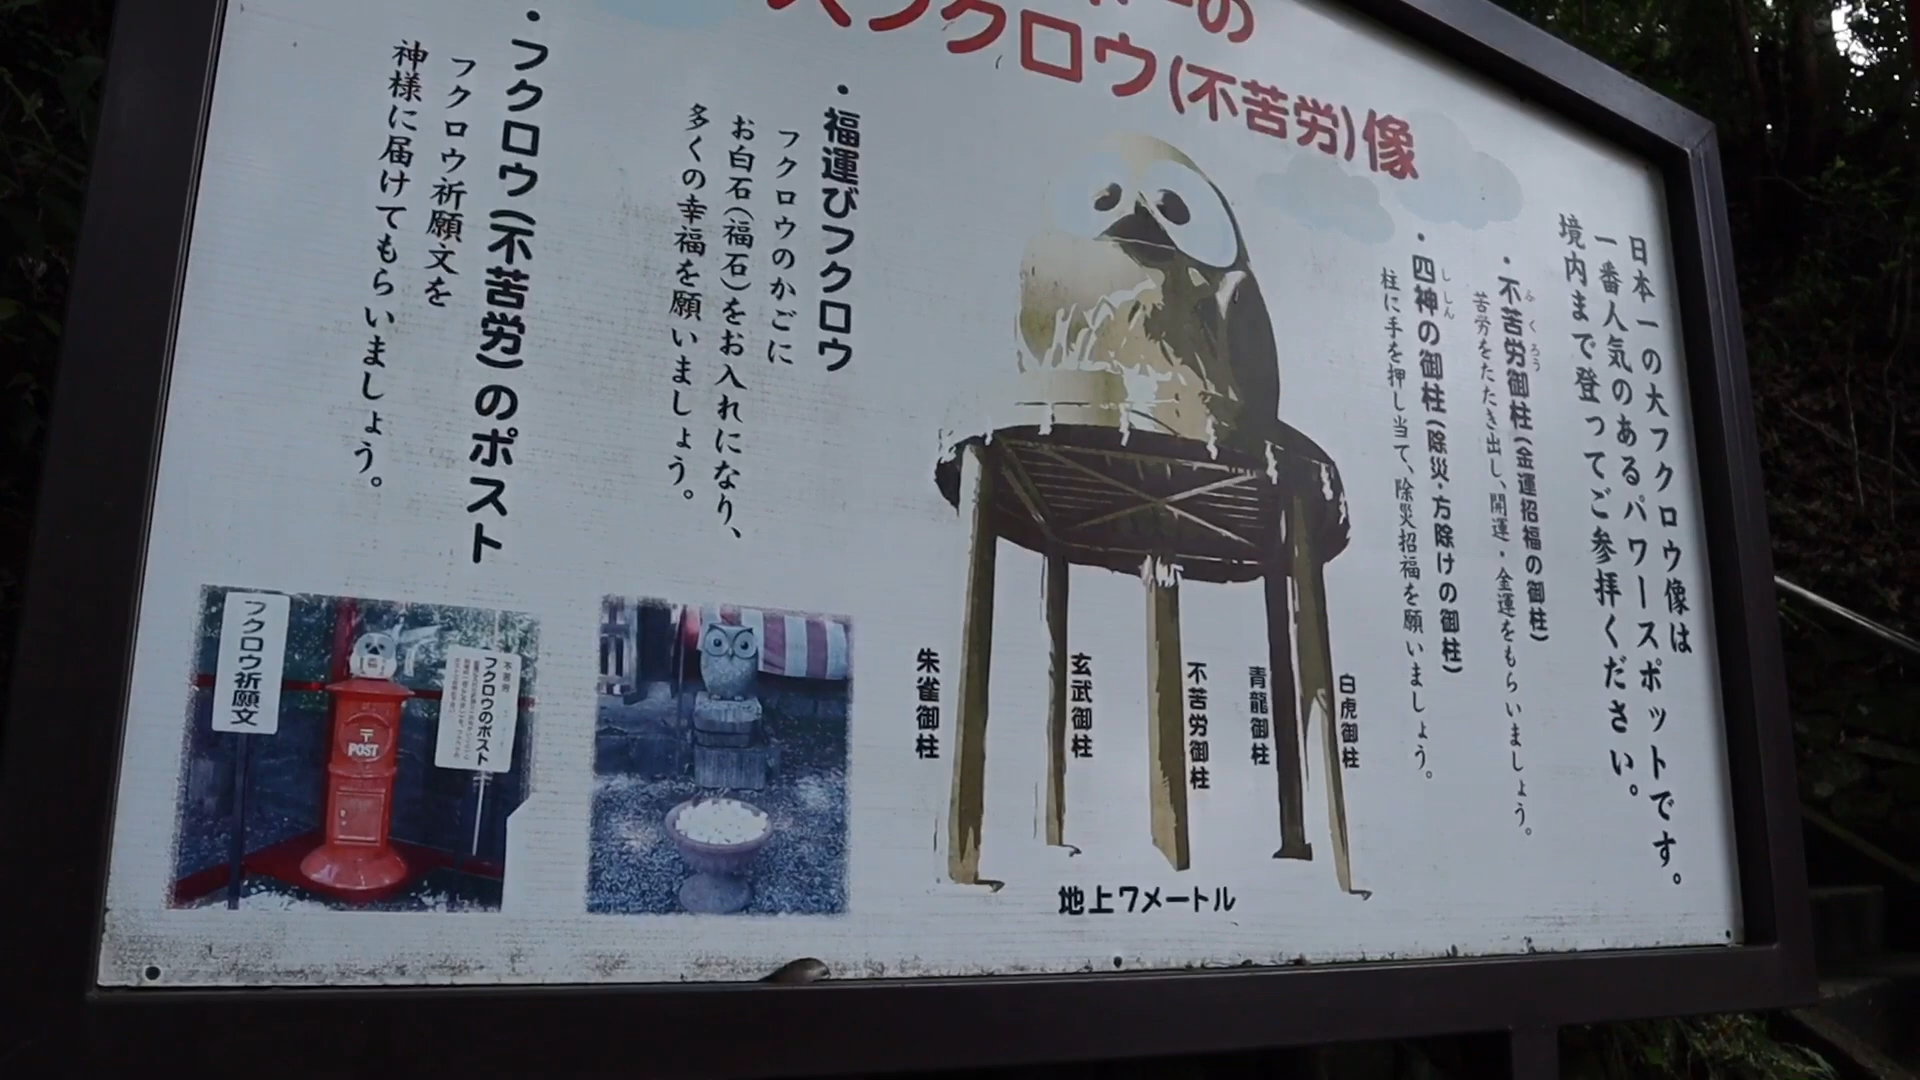 大フクロウ(不苦労)像
日本一の大フクロウ像は
一番人気のあるパワースポットです。
境内まで登ってご参拝ください。
・不苦労御柱(金運招福の御柱)
ふくろう
苦労をたたき出し、開運・金運をもらいましょう。
・四神の御柱(除災・方除けの御柱)
ししん
柱に手を押し当て、除災招福を願いましょう。
白虎御柱
青龍御柱
不苦労御柱
玄武御柱
朱雀御柱
地上7メートル
・福運びフクロウ
フクロウのかごに
お白石(福石)をお入れになり、
多くの幸福を願いましょう。
・フクロウ(不苦労)のポスト
フクロウ祈願文を
神様に届けてもらいましょう。
不苦労
フクロウのポスト
〒
POST
フクロウ祈願文